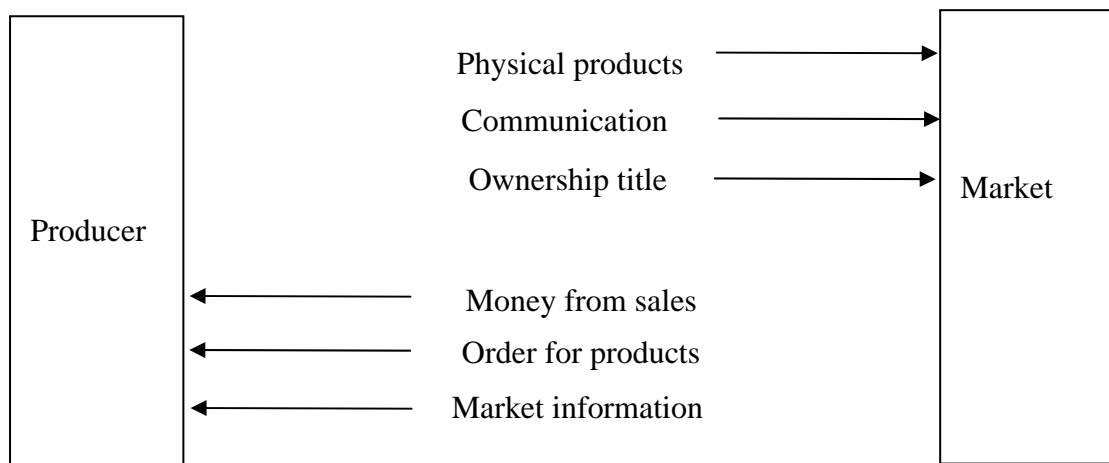 Physical products
Communication
Ownership title
Market
Producer
Money from sales
Order for products
Market information